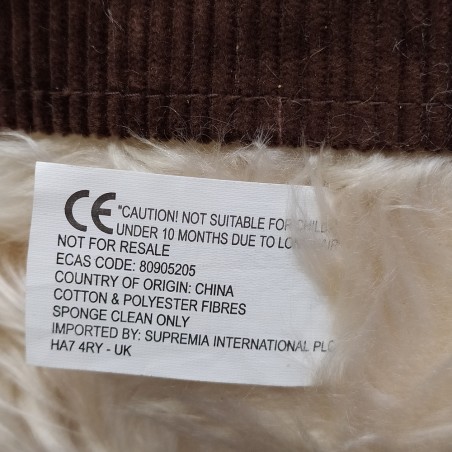 CE "CAUTION! NOT SUITABLE FOR
UNDER 10 MONTHS DUE TO
NOT FOR RESALE
ECAS CODE: 80905205
COUNTRY OF ORIGIN: CHINA
COTTON & POLYESTER FIBRES
SPONGE CLEAN ONLY
IMPORTED BY: SUPREMIA INTERNATIONAL PLC
HA7 4RY - UK